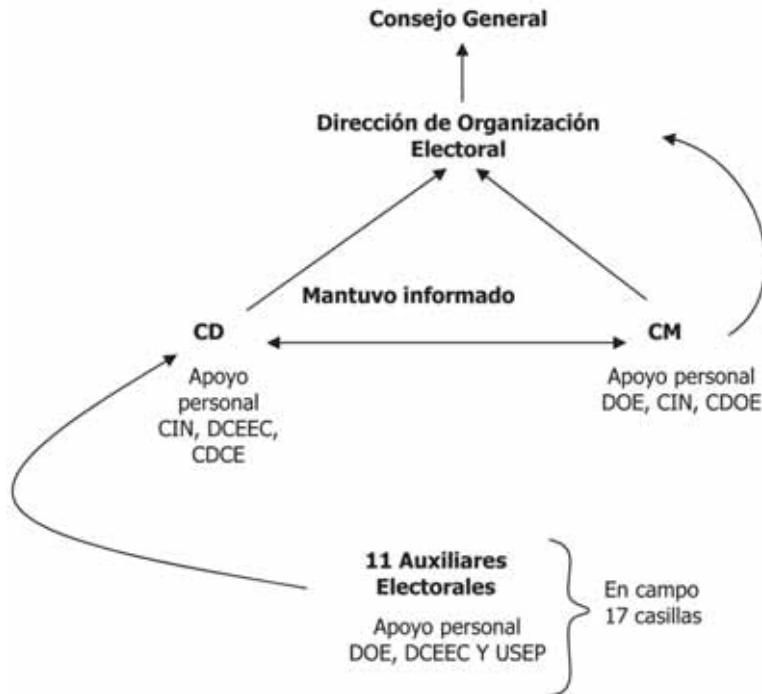 Consejo General
Dirección de Organización
Electoral
Mantuvo informado
CD
Apoyo
personal
CIN, DCEEC,
CDCE
CM
Apoyo personal
DOE, CIN, CDOE
11 Auxiliares
Electorales
Apoyo personal
DOE, DCEEC Y USEP
En campo
17 casillas